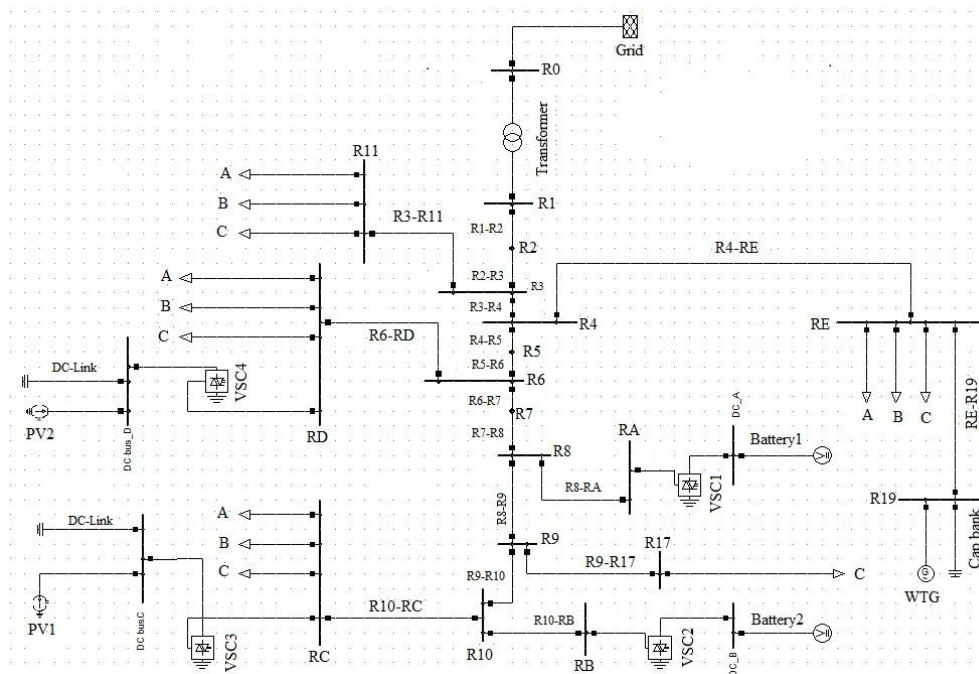 Grid
R0
Transformer
R11
A
R1
B
R3-R11
R1-R2
C
R2
R4-RE
A
R2-R3
R3
B
R3-R4
R4
RE
C
R6-RD
R4-R5
R5
DC-Link
VSC4
R5-R6
R6
A
B
C
RE-R19
PV2
DC bus_D
RD
R6-R7
R7
R7-R8
RA
DC_A
Battery1
R8
R8-RA
VSC1
R19
Cap bank
DC-Link
A
R8-R9
B
R9
R17
C
R9-R17
C
WTG
R9-R10
PV1
DC busC
R10-RC
R10-RB
Battery2
VSC3
RC
R10
RB
VSC2
DC_B